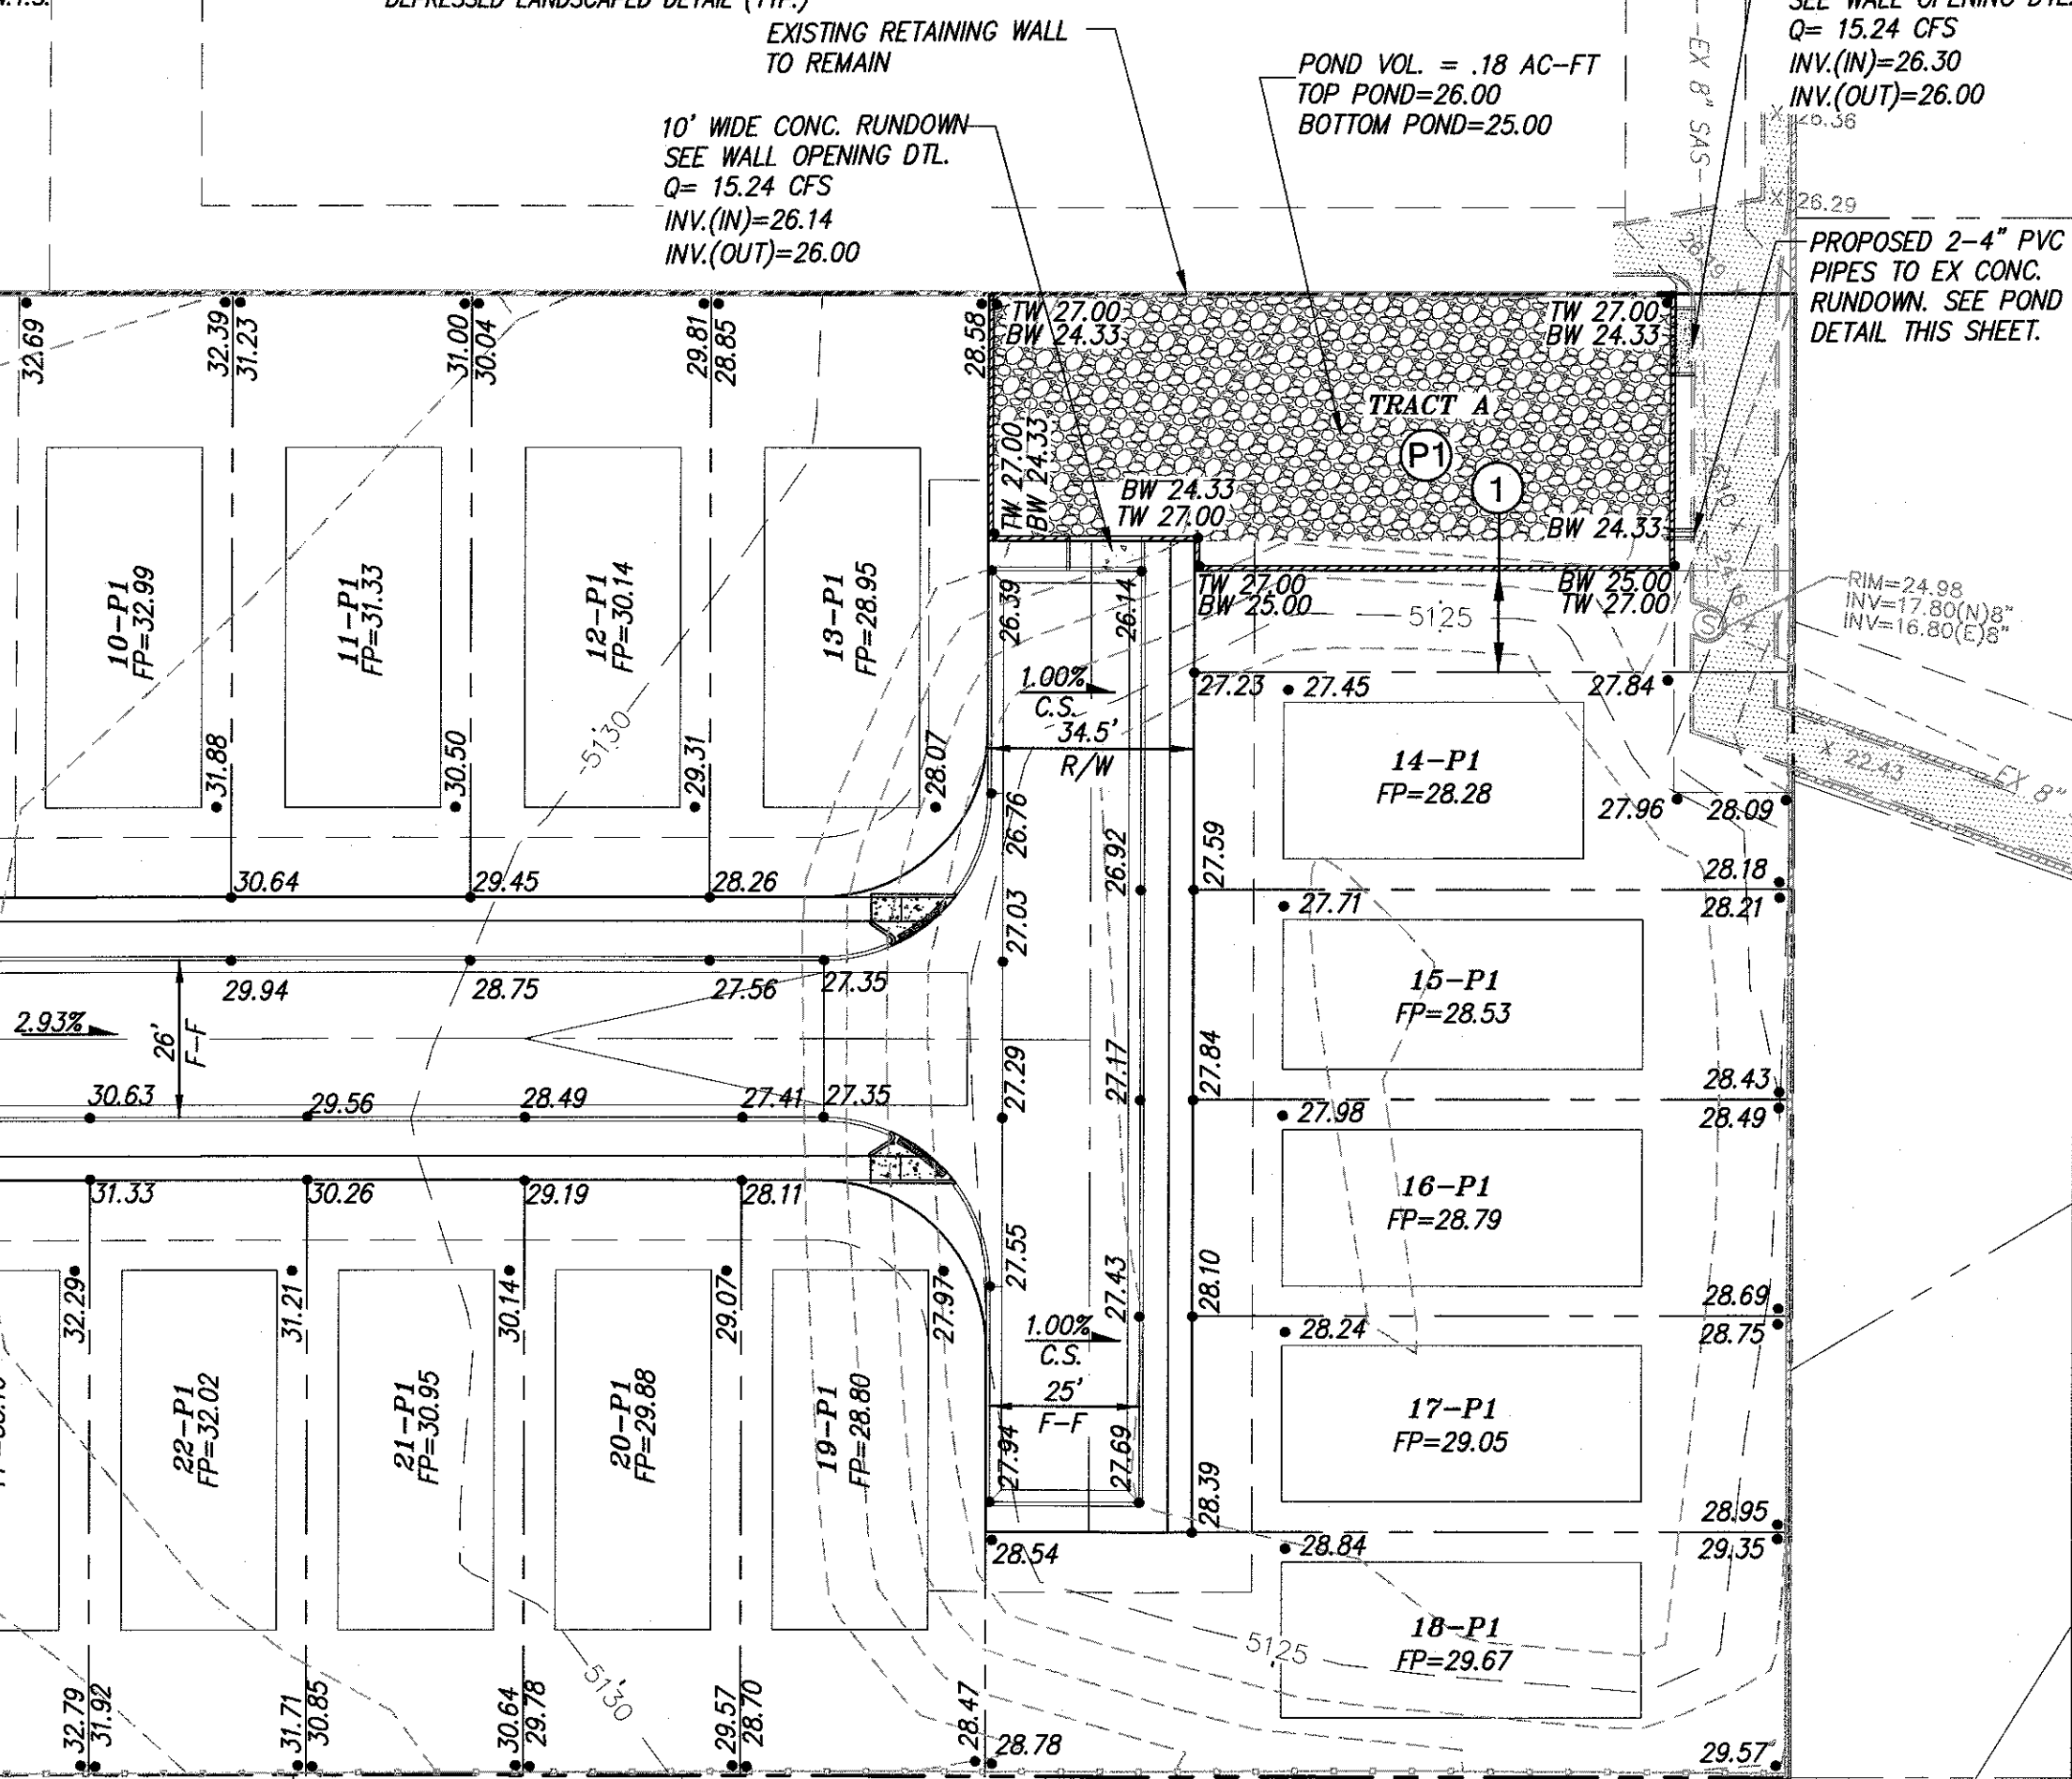 EXISTING RETAINING WALL
TO REMAIN
POND VOL. = .18 AC-FT
TOP POND=26.00
BOTTOM POND=25.00
Q= 15.24 CFS
INV.(IN)=26.30
INV.(OUT)=26.00
10' WIDE CONC. RUNDOWN
SEE WALL OPENING DTL.
Q= 15.24 CFS
INV.(IN)=26.14
INV.(OUT)=26.00
EX 8" SAS
26.36
26.29
PROPOSED 2-4" PVC
PIPES TO EX CONC.
RUNDOWN. SEE POND
DETAIL THIS SHEET.
32.69
32.39
31.23
31.00
30.04
29.81
28.85
28.58
TW 27.00
BW 24.33
TW 27.00
BW 24.33
TRACT A
P1
1
TW 27.00
BW 24.33
BW 24.33
TW 27.00
BW 24.33
TW 27.00
BW 25.00
BW 25.00
TW 27.00
5125
RIM=24.98
INV=17.80(N)8"
INV=16.80(E)8"
S
10-P1
FP=32.99
11-P1
FP=31.33
12-P1
FP=30.14
13-P1
FP=28.95
26.39
26.14
1.00%
C.S.
34.5'
R/W
27.23
27.45
27.84
14-P1
FP=28.28
22.43
EX 8"
27.96
28.09
5130
31.88
30.50
29.31
28.07
26.76
26.92
27.59
28.18
28.21
30.64
29.45
28.26
27.03
27.71
15-P1
FP=28.53
29.94
28.75
27.56
27.35
2.93%
26'
F-F
27.29
27.17
27.84
28.43
28.49
30.63
29.56
28.49
27.41
27.35
27.98
16-P1
FP=28.79
31.33
30.26
29.19
28.11
27.55
27.43
28.10
28.69
28.75
32.29
31.21
30.14
29.07
27.97
1.00%
C.S.
28.24
17-P1
FP=29.05
25'
F-F
22-P1
FP=32.02
21-P1
FP=30.95
20-P1
FP=29.88
19-P1
FP=28.80
27.94
27.69
28.39
28.95
29.35
28.54
28.84
18-P1
FP=29.67
5125
5130
32.79
31.92
31.71
30.85
30.64
29.78
29.57
28.70
28.47
28.78
29.57